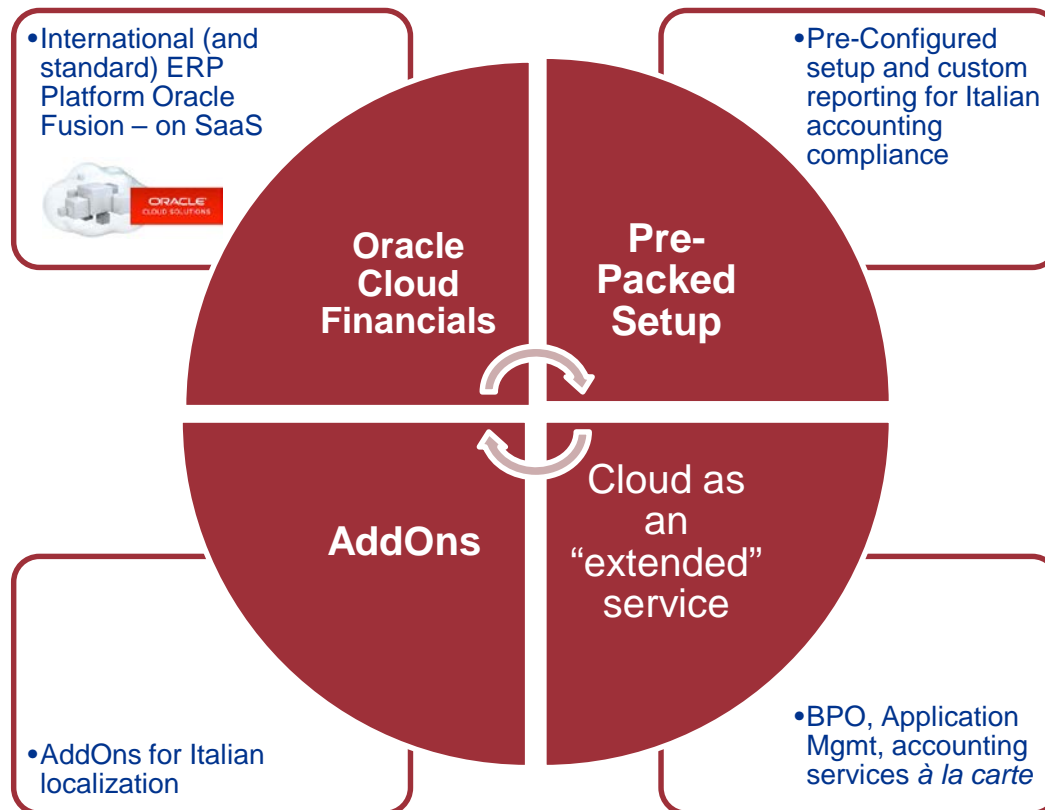 •International (and
standard) ERP
Platform Oracle
Fusion – on SaaS
ORACLE
CLOUD SOLUTIONS
•Pre-Configured
setup and custom
reporting for Italian
accounting
compliance
Oracle
Cloud
Financials
Pre-
Packed
Setup
AddOns
Cloud as
an
“extended”
service
•AddOns for Italian
localization
•BPO, Application
Mgmt, accounting
services à la carte